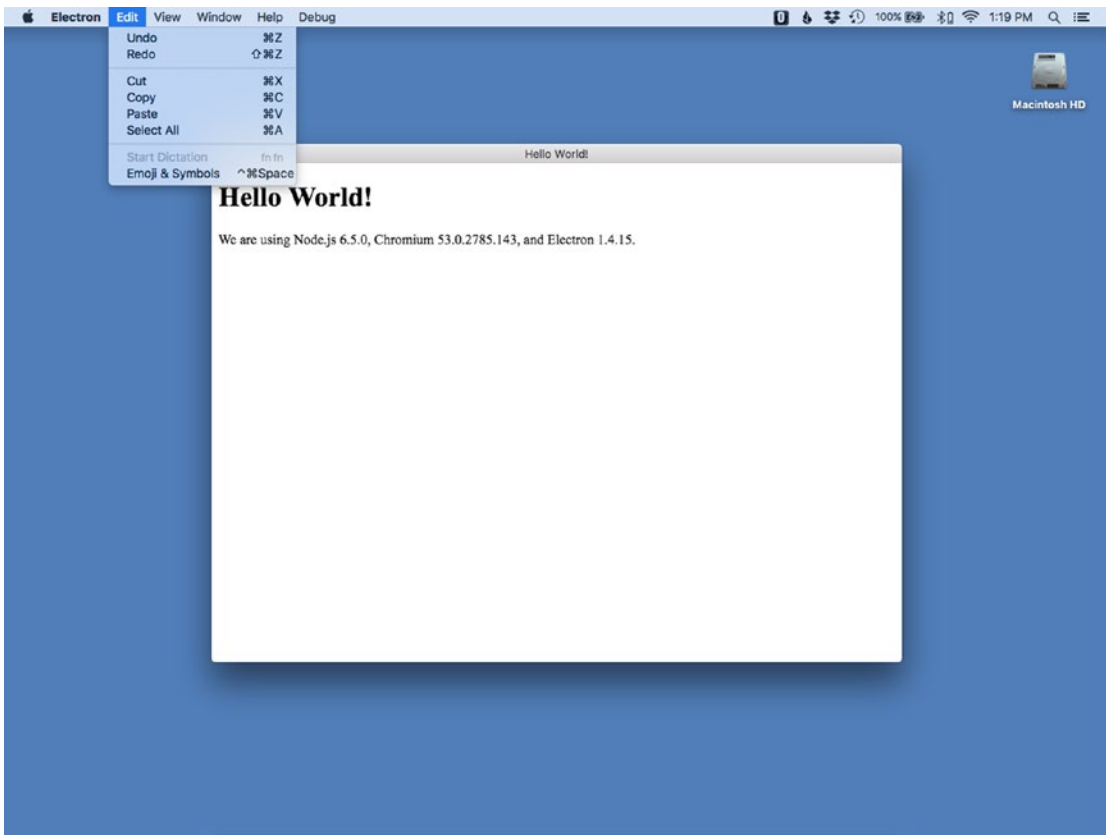 Electron Edit View Window Help Debug 100% 1:19 PM
Undo ⌘Z
Redo ⇧⌘Z
Cut ⌘X
Copy ⌘C
Paste ⌘V
Select All ⌘A
Start Dictation fn fn
Emoji & Symbols ^⌘Space
Macintosh HD
Hello World!
Hello World!
We are using Node.js 6.5.0, Chromium 53.0.2785.143, and Electron 1.4.15.